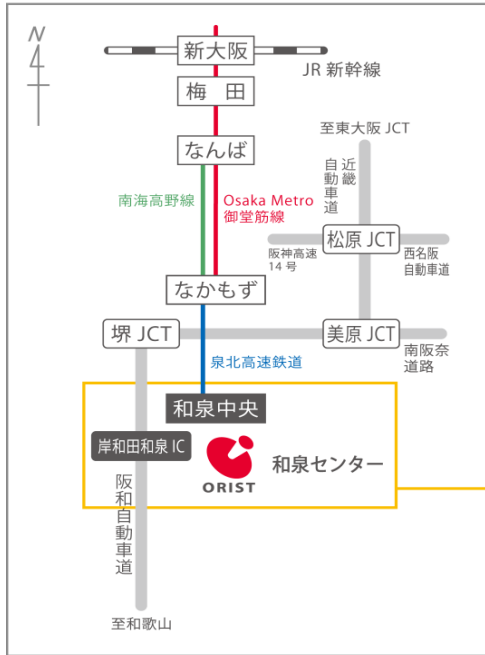 N
新大阪
JR 新幹線
梅　田
至東大阪 JCT
なんば
近畿
自動車道
南海高野線
Osaka Metro
御堂筋線
松原 JCT
阪神高速
14 号
西名阪
自動車道
なかもず
堺 JCT
美原 JCT
南阪奈
道路
泉北高速鉄道
和泉中央
岸和田和泉 IC
和泉センター
ORIST
阪和自動車道
至和歌山